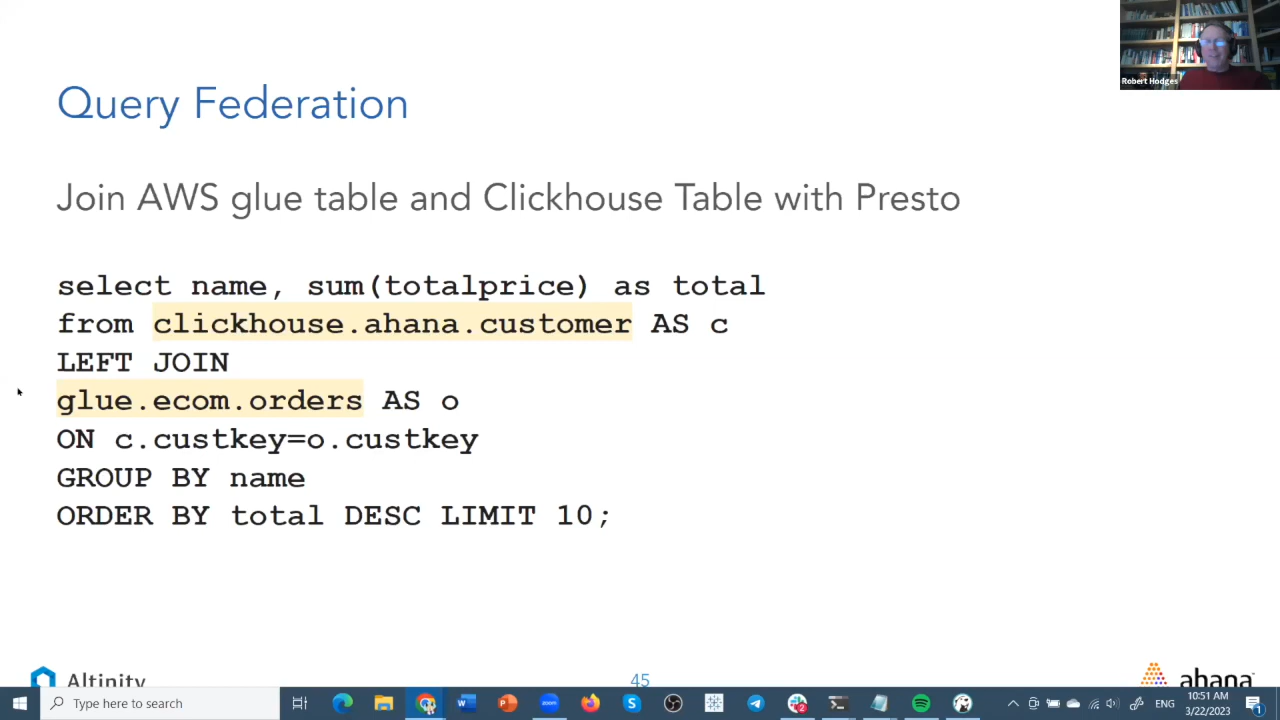 Robert Hodges
Query Federation
Join AWS glue table and Clickhouse Table with Presto
select name, sum(totalprice) as total
from clickhouse.ahana.customer AS c
LEFT JOIN
glue.ecom.orders AS o
ON c.custkey=o.custkey
GROUP BY name
ORDER BY total DESC LIMIT 10;
Altinity
45
ahana
Type here to search
ENG
10:51 AM
3/22/2023